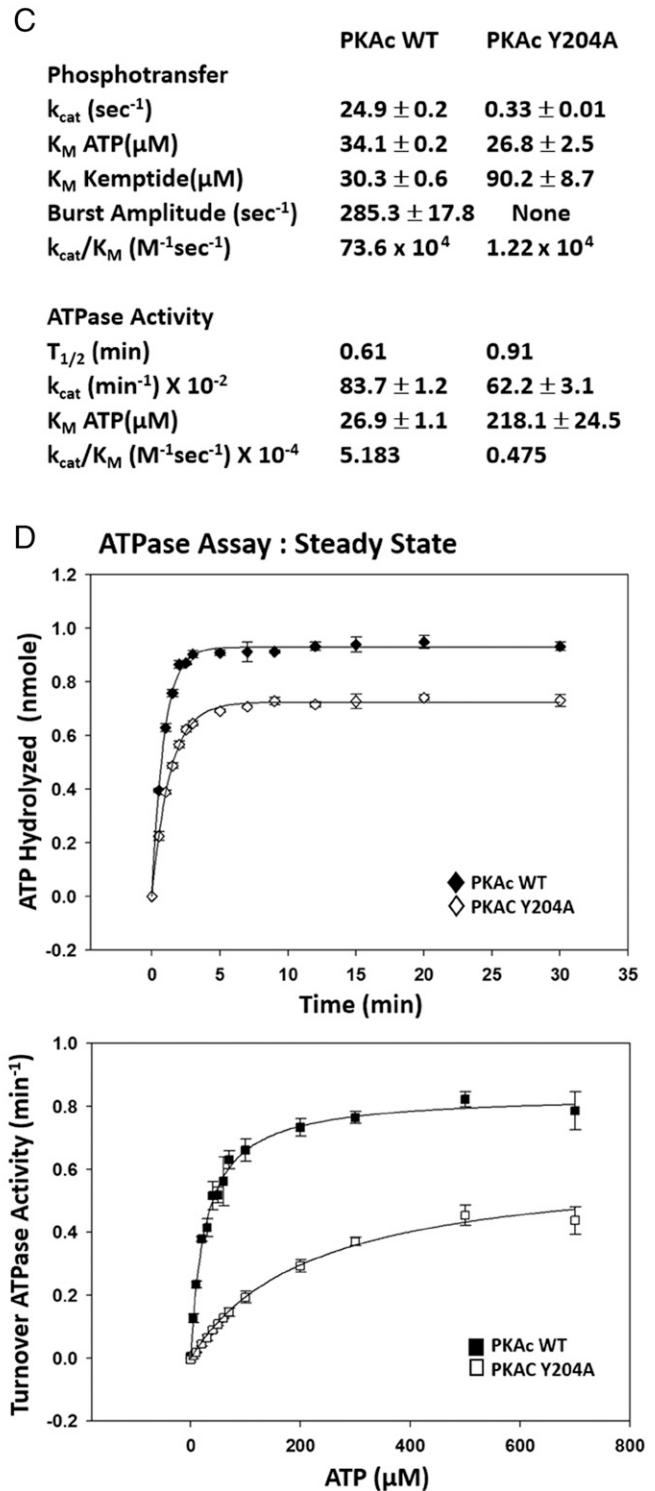 C
PKAc WT PKAc Y204A
Phosphotransfer
kcat (sec-1) 24.9 ± 0.2 0.33 ± 0.01
KM ATP(μM) 34.1 ± 0.2 26.8 ± 2.5
KM Kemptide(μM) 30.3 ± 0.6 90.2 ± 8.7
Burst Amplitude (sec-1) 285.3 ± 17.8 None
kcat/KM (M-1sec-1) 73.6 x 10^4 1.22 x 10^4
ATPase Activity
T1/2 (min) 0.61 0.91
kcat (min-1) X 10-2 83.7 ± 1.2 62.2 ± 3.1
KM ATP(μM) 26.9 ± 1.1 218.1 ± 24.5
kcat/KM (M-1sec-1) X 10-4 5.183 0.475
D
ATPase Assay : Steady State
ATP Hydrolyzed (nmole)
1.2
1.0
0.8
0.6
0.4
0.2
0.0
-0.2
PKAc WT
PKAC Y204A
0 5 10 15 20 25 30 35
Time (min)
Turnover ATPase Activity (min-1)
1.0
0.8
0.6
0.4
0.2
0.0
-0.2
PKAc WT
PKAC Y204A
0 200 400 600 800
ATP (μM)